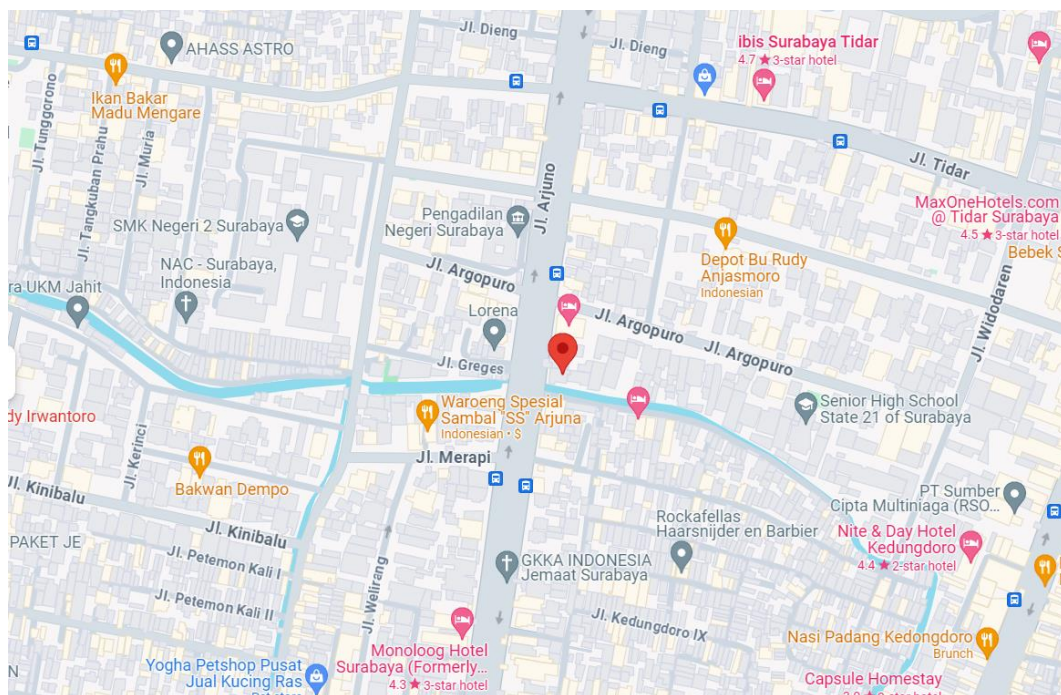 Jl. Dieng
Jl. Dieng
ibis Surabaya Tidar
4.7 ★ 3-star hotel
AHASS ASTRO
Ikan Bakar
Madu Mengare
Jl. Tunggorono
Jl. Tangkuban Prahu
Jl. Muria
Jl. Arjuno
Jl. Tidar
MaxOneHotels.com
@ Tidar Surabaya
4.5 ★ 3-star hotel
Bebek
SMK Negeri 2 Surabaya
Pengadilan
Negeri Surabaya
Depot Bu Rudy
Anjasmoro
Indonesian
NAC - Surabaya,
Indonesia
Jl. Argopuro
Jl. Widodaren
ra UKM Jahit
Lorena
Jl. Argopuro
Jl. Argopuro
Jl. Greges
Waroeng Spesial
Sambal "SS" Arjuna
Indonesian • $
Senior High School
State 21 of Surabaya
dy Irwantoro
Jl. Kerinci
Jl. Merapi
Bakwan Dempo
Jl. Kinibalu
Jl. Kinibalu
PT Sumber
Cipta Multiniaga (RSO...
Rockafellas
Haarsnijder en Barbier
Nite & Day Hotel
Kedungdoro
4.4 ★ 2-star hotel
PAKET JE
Jl. Petemon Kali I
GKKA INDONESIA
Jemaat Surabaya
Jl. Petemon Kali II
Jl. Welirang
Jl. Kedungdoro IX
Nasi Padang Kedongdoro
Brunch
Monoloog Hotel
Surabaya (Formerly...
4.3 ★ 3-star hotel
Yogha Petshop Pusat
Jual Kucing Ras
Capsule Homestay